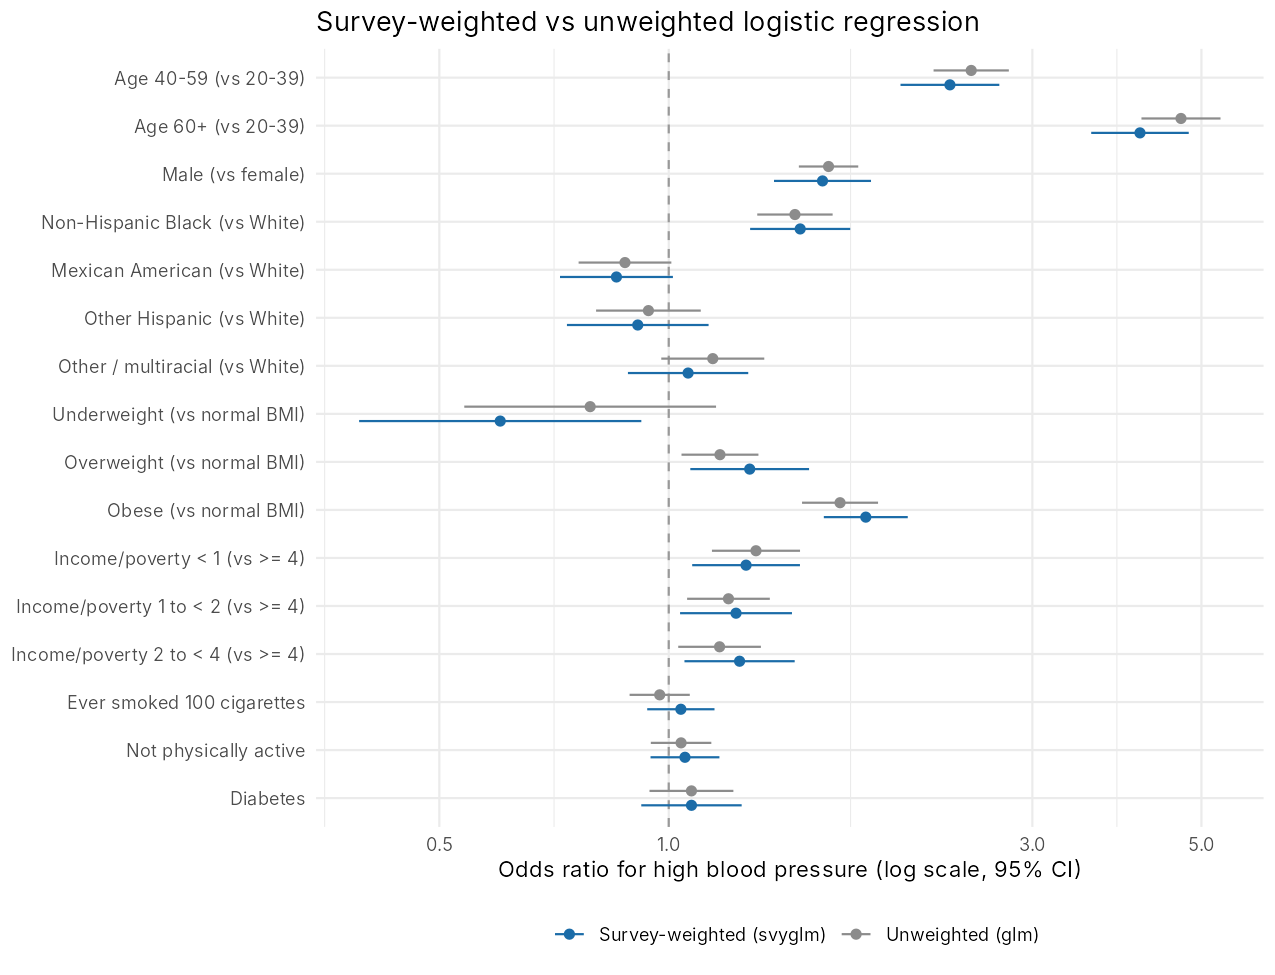 Survey-weighted vs unweighted logistic regression
Age 40-59 (vs 20-39)
Age 60+ (vs 20-39)
Male (vs female)
Non-Hispanic Black (vs White)
Mexican American (vs White)
Other Hispanic (vs White)
Other / multiracial (vs White)
Underweight (vs normal BMI)
Overweight (vs normal BMI)
Obese (vs normal BMI)
Income/poverty < 1 (vs >= 4)
Income/poverty 1 to < 2 (vs >= 4)
Income/poverty 2 to < 4 (vs >= 4)
Ever smoked 100 cigarettes
Not physically active
Diabetes
0.5 1.0 3.0 5.0
Odds ratio for high blood pressure (log scale, 95% CI)
Survey-weighted (svyglm) Unweighted (glm)